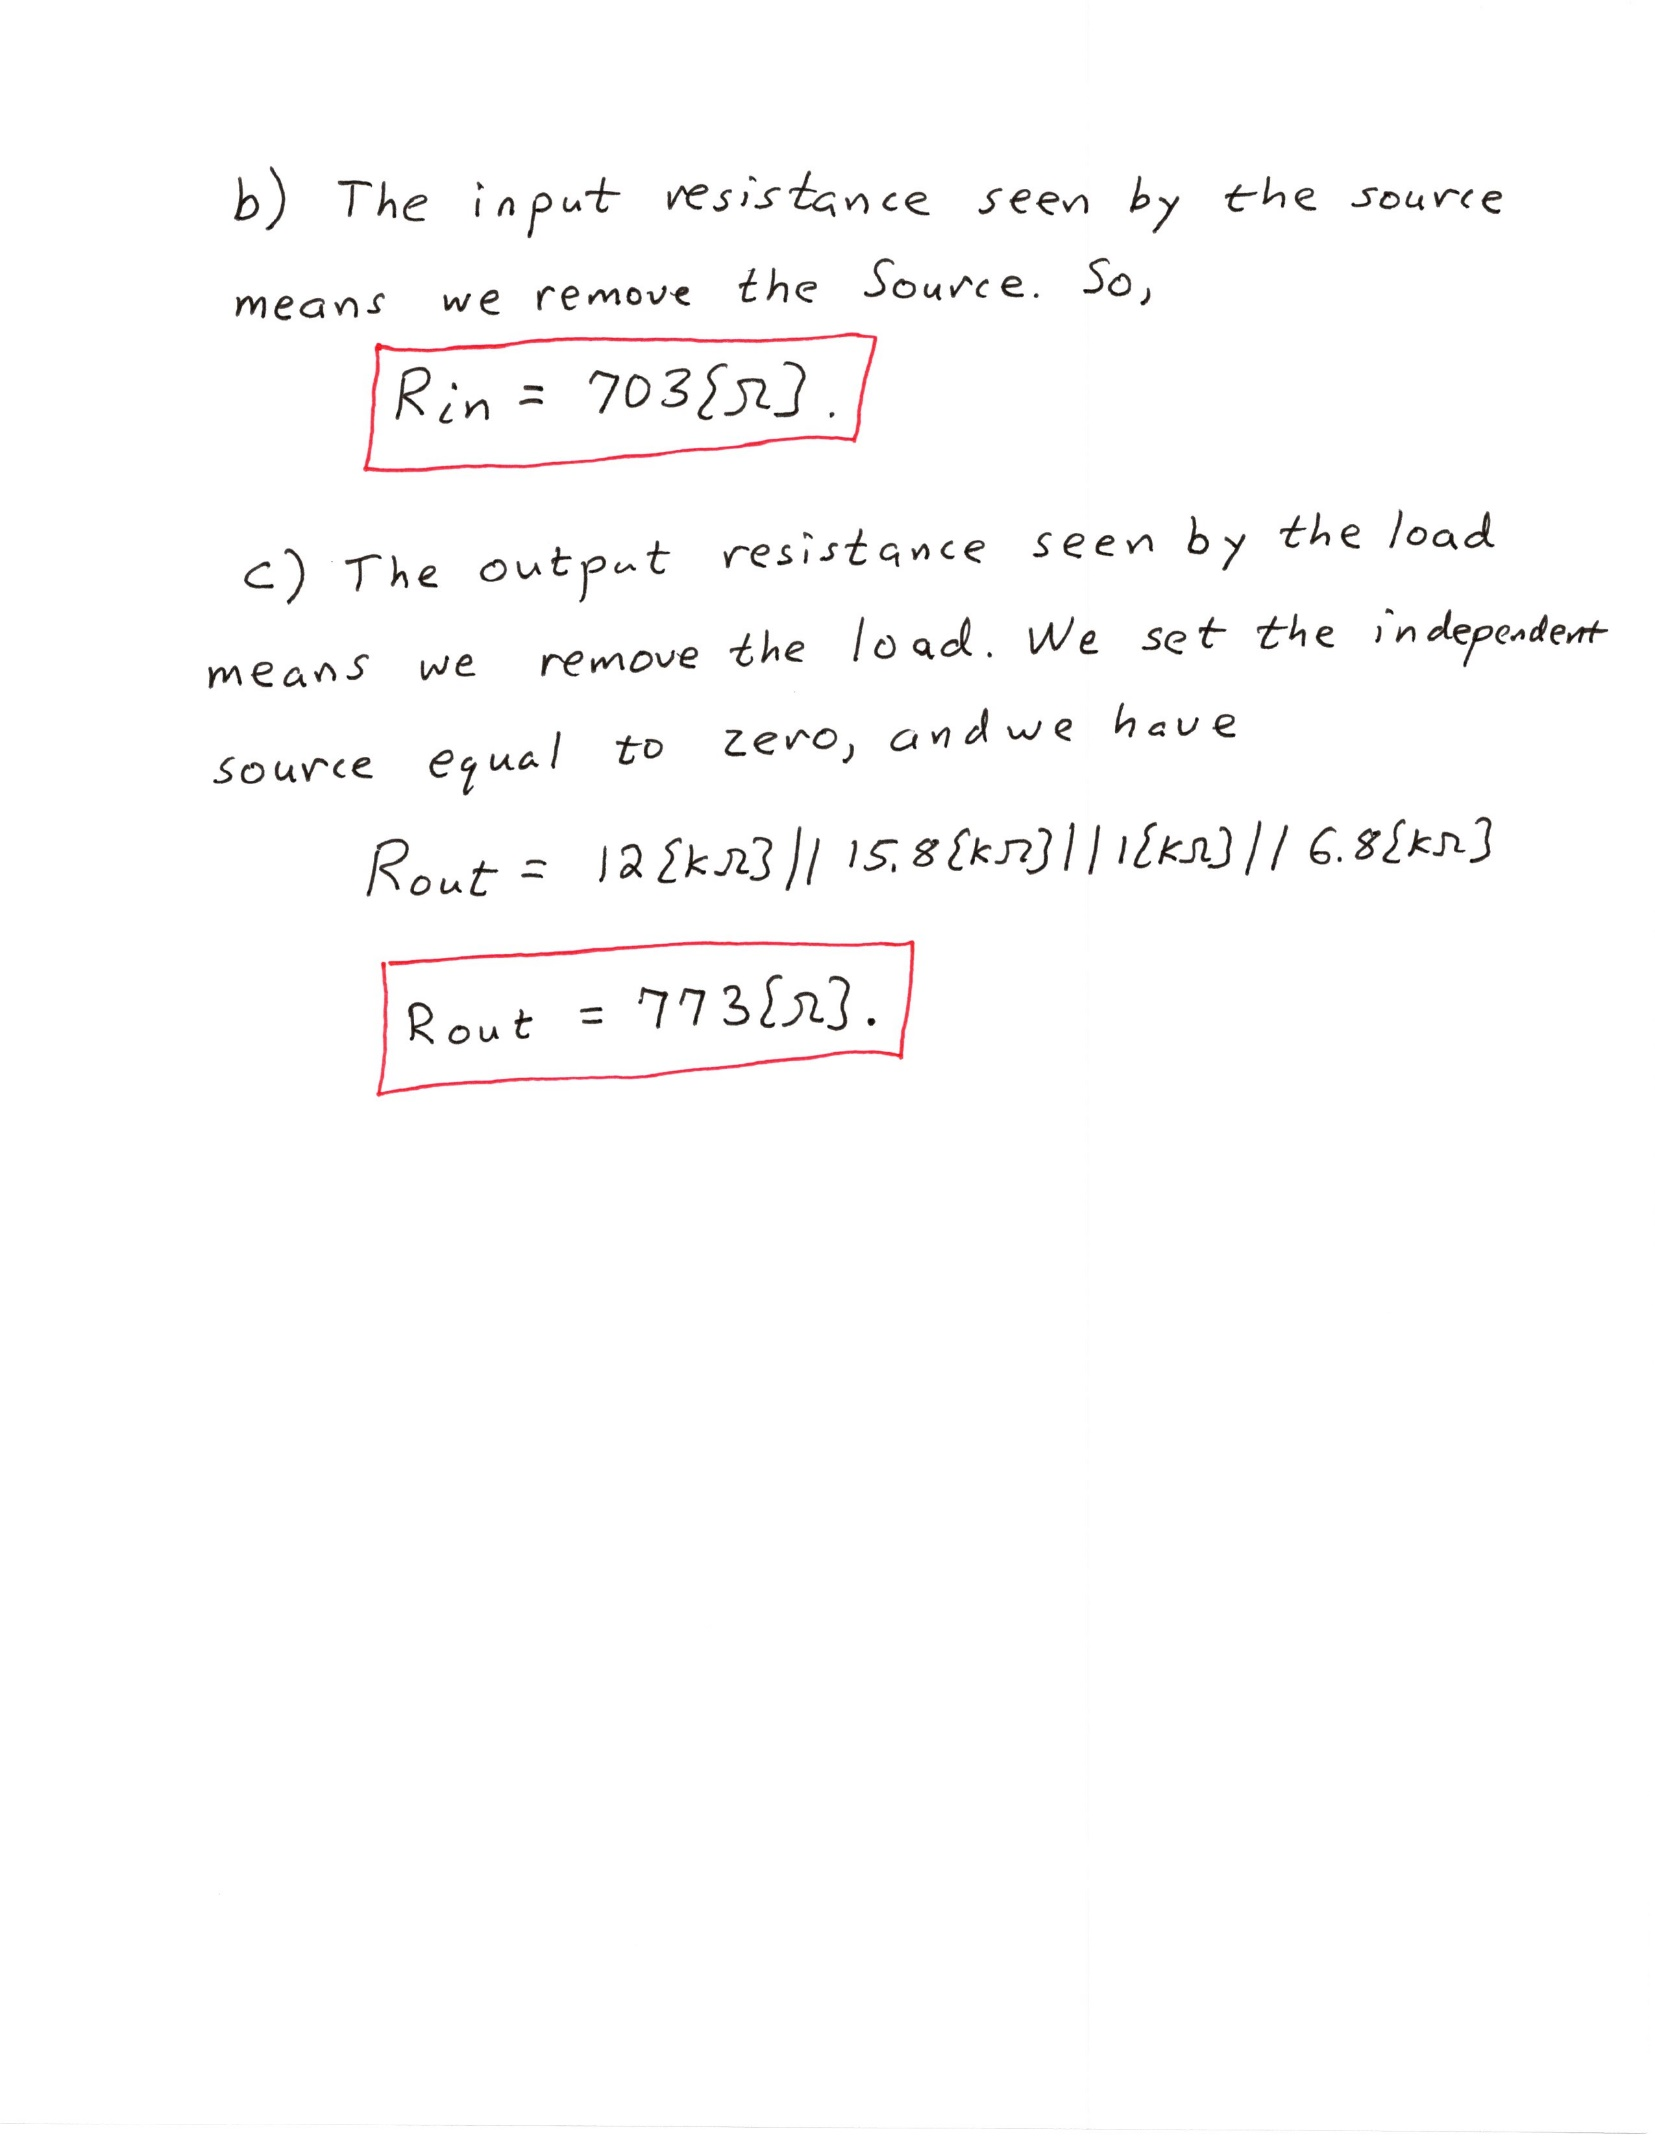 b) The input resistance seen by the source
means we remove the Source. So,
Rin = 703{Ω}.
c) The output resistance seen by the load
means we remove the load. We set the independent
source equal to zero, and we have
Rout = 12{kΩ}//15.8{kΩ}//1{kΩ}//6.8{kΩ}
Rout = 773{Ω}.